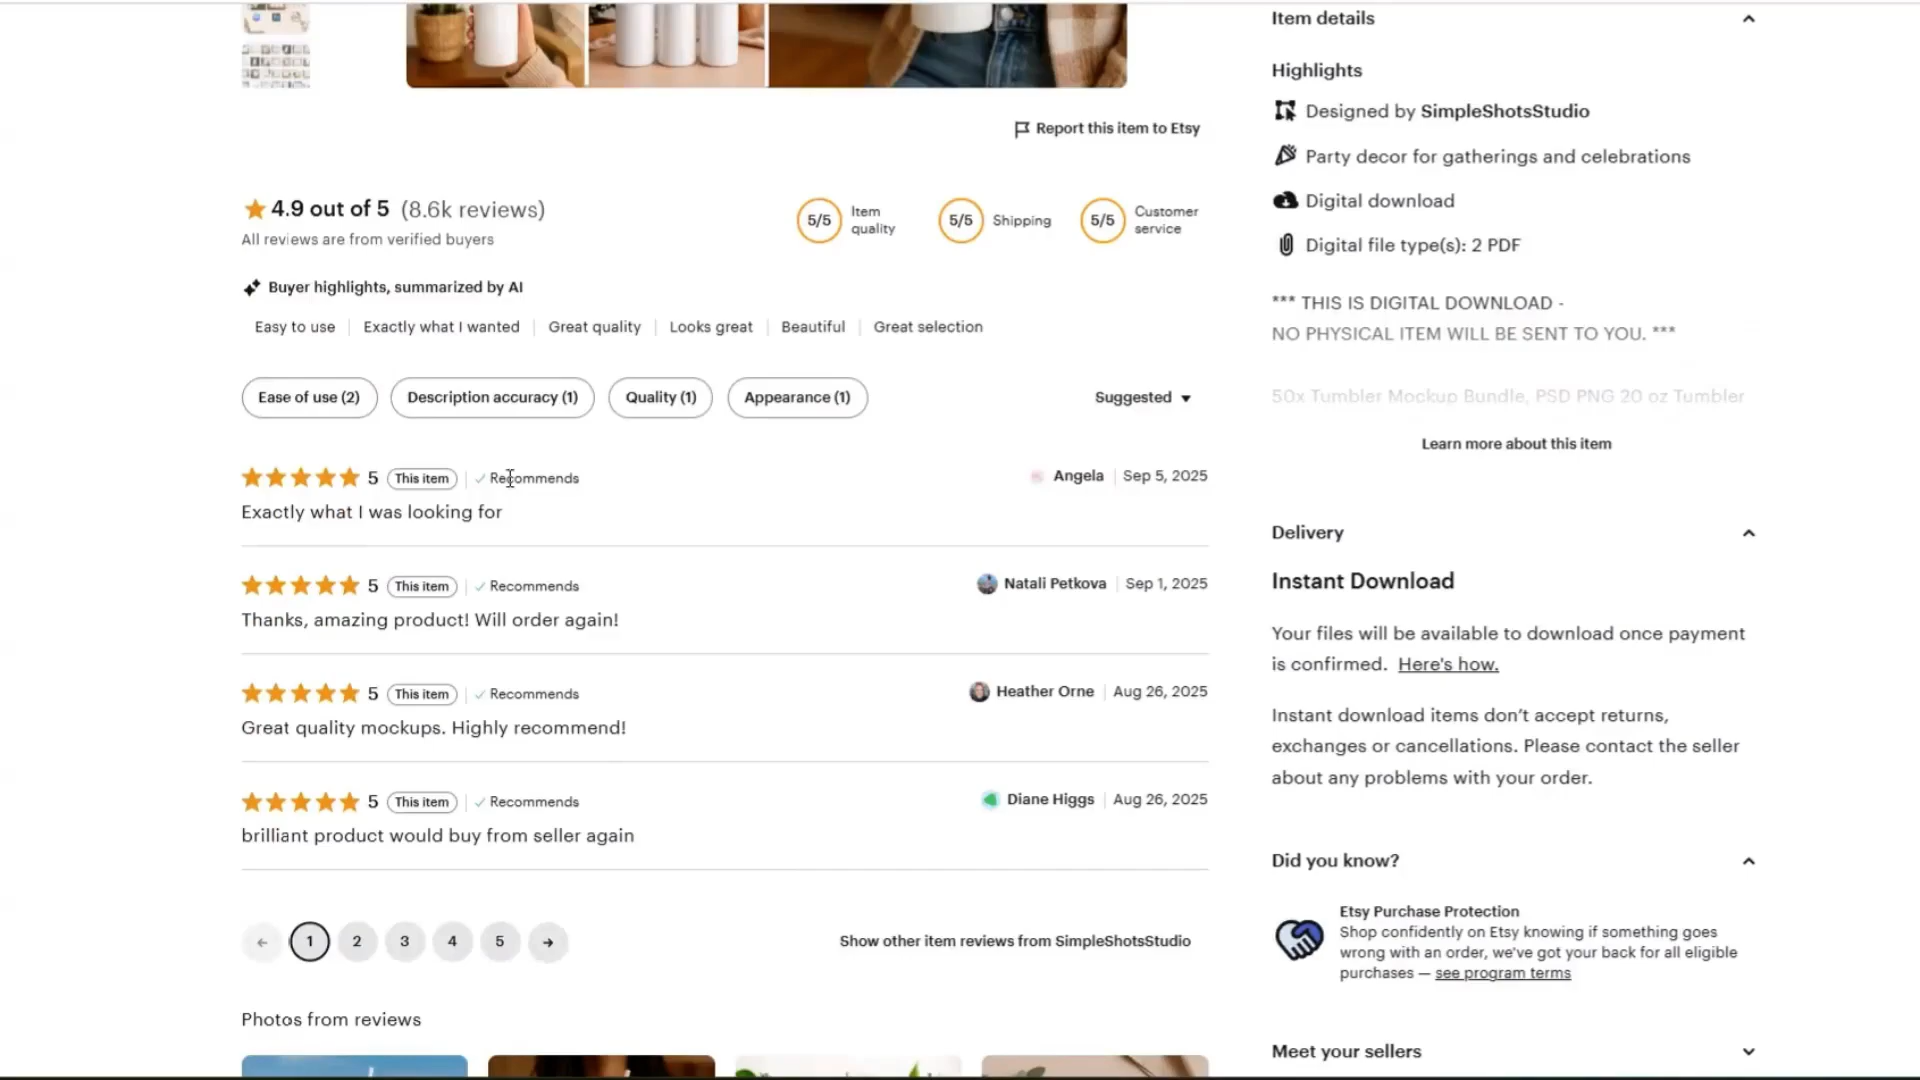 Report this item to Etsy
4.9 out of 5 (8.6k reviews)
All reviews are from verified buyers
5/5 Item quality
5/5 Shipping
5/5 Customer service
Buyer highlights, summarized by AI
Easy to use | Exactly what I wanted | Great quality | Looks great | Beautiful | Great selection
Ease of use (2) Description accuracy (1) Quality (1) Appearance (1) Suggested
5 This item Recommends Angela Sep 5, 2025
Exactly what I was looking for
5 This item Recommends Natali Petkova Sep 1, 2025
Thanks, amazing product! Will order again!
5 This item Recommends Heather Orne Aug 26, 2025
Great quality mockups. Highly recommend!
5 This item Recommends Diane Higgs Aug 26, 2025
brilliant product would buy from seller again
1 2 3 4 5
Show other item reviews from SimpleShotsStudio
Photos from reviews
Item details
Highlights
Designed by SimpleShotsStudio
Party decor for gatherings and celebrations
Digital download
Digital file type(s): 2 PDF
*** THIS IS DIGITAL DOWNLOAD -
NO PHYSICAL ITEM WILL BE SENT TO YOU. ***
50x Tumbler Mockup Bundle, PSD PNG 20 oz Tumbler
Learn more about this item
Delivery
Instant Download
Your files will be available to download once payment
is confirmed. Here's how.
Instant download items don’t accept returns,
exchanges or cancellations. Please contact the seller
about any problems with your order.
Did you know?
Etsy Purchase Protection
Shop confidently on Etsy knowing if something goes
wrong with an order, we've got your back for all eligible
purchases — see program terms
Meet your sellers